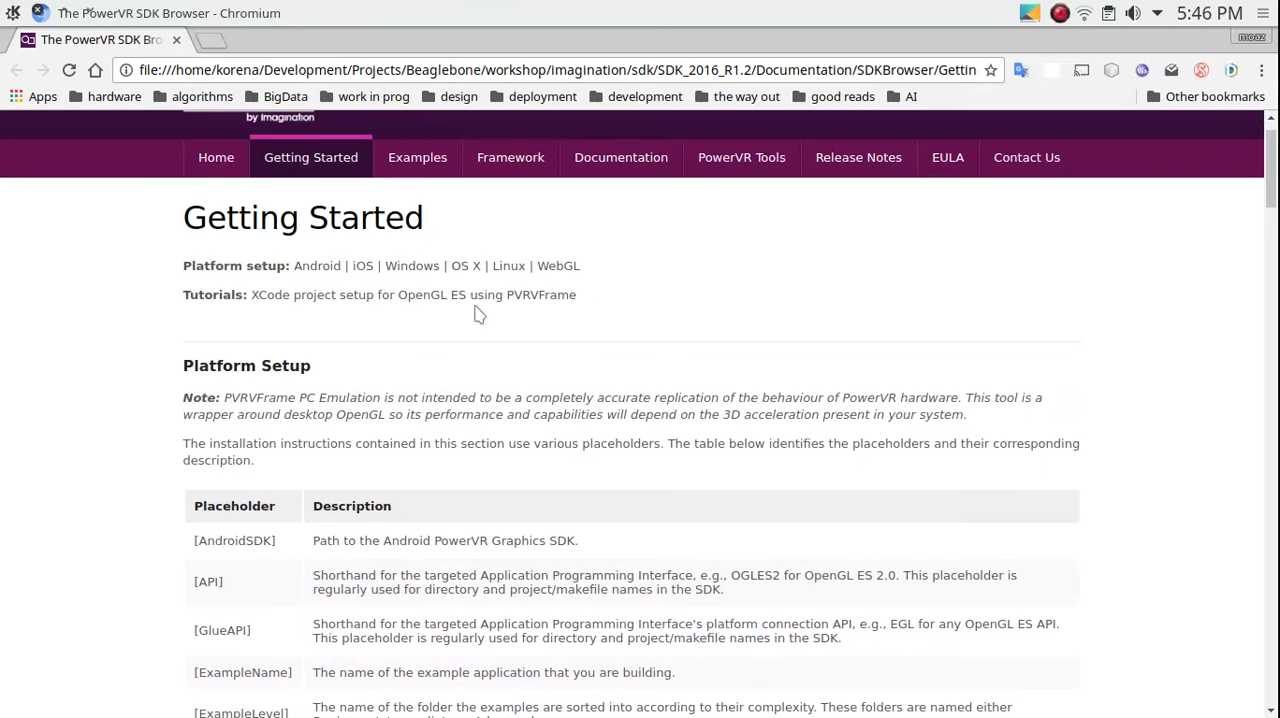 The PowerVR SDK Browser - Chromium
5:46 PM
The PowerVR SDK Bro
moaz
file:///home/korena/Development/Projects/Beaglebone/workshop/Imagination/sdk/SDK_2016_R1.2/Documentation/SDKBrowser/Gettin
Apps hardware algorithms BigData work in prog design deployment development the way out good reads AI Other bookmarks
by Imagination
Home Getting Started Examples Framework Documentation PowerVR Tools Release Notes EULA Contact Us
Getting Started
Platform setup: Android | iOS | Windows | OS X | Linux | WebGL
Tutorials: XCode project setup for OpenGL ES using PVRVFrame
Platform Setup
Note: PVRVFrame PC Emulation is not intended to be a completely accurate replication of the behaviour of PowerVR hardware. This tool is a
wrapper around desktop OpenGL so its performance and capabilities will depend on the 3D acceleration present in your system.
The installation instructions contained in this section use various placeholders. The table below identifies the placeholders and their corresponding
description.
Placeholder Description
[AndroidSDK] Path to the Android PowerVR Graphics SDK.
[API] Shorthand for the targeted Application Programming Interface, e.g., OGLES2 for OpenGL ES 2.0. This placeholder is
regularly used for directory and project/makefile names in the SDK.
[GlueAPI] Shorthand for the targeted Application Programming Interface's platform connection API, e.g., EGL for any OpenGL ES API.
This placeholder is regularly used for directory and project/makefile names in the SDK.
[ExampleName] The name of the example application that you are building.
[ExampleLevel] The name of the folder the examples are sorted into according to their complexity. These folders are named either